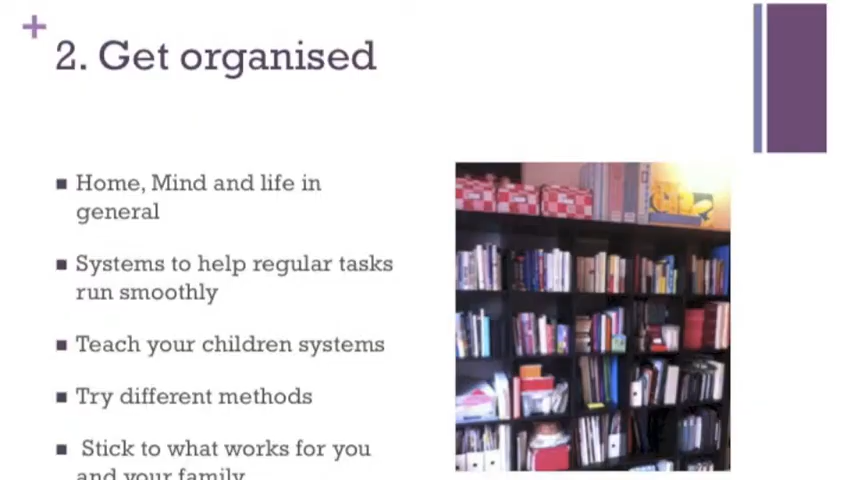 +
2. Get organised
Home, Mind and life in
general
Systems to help regular tasks
run smoothly
Teach your children systems
Try different methods
Stick to what works for you
and your family